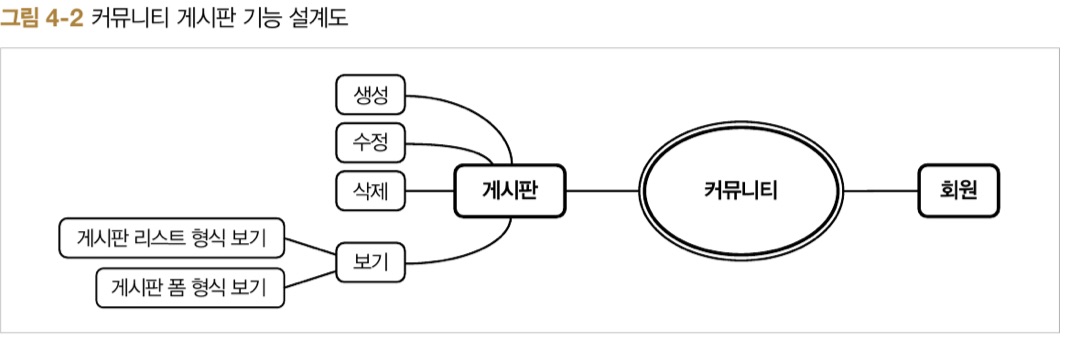 그림 4-2 커뮤니티 게시판 기능 설계도
생성
수정
삭제
게시판
커뮤니티
회원
게시판 리스트 형식 보기
보기
게시판 폼 형식 보기